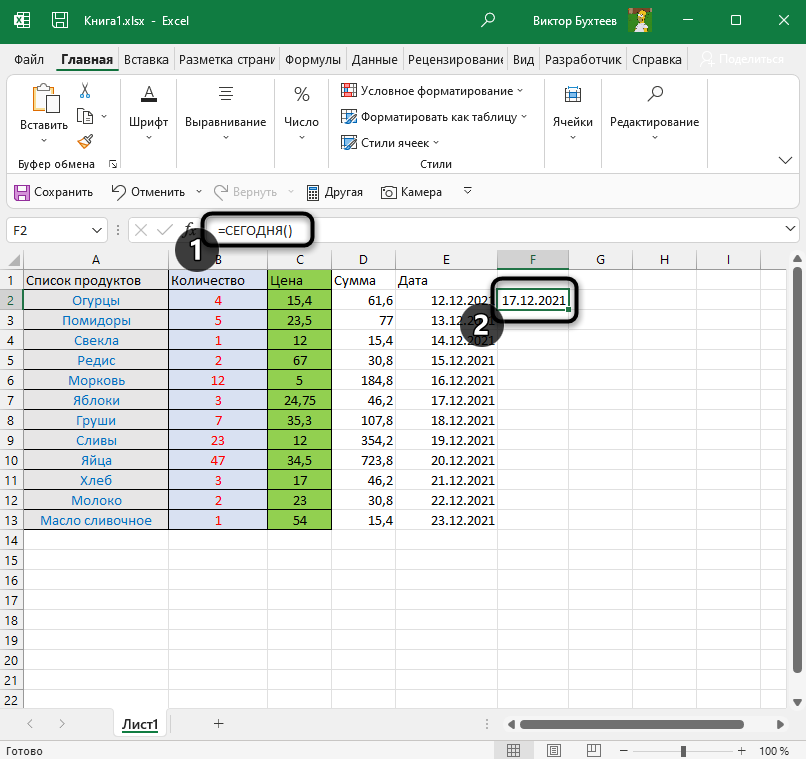 Книга1.xlsx - Excel
Виктор Бухтеев
Файл Главная Вставка Разметка страни Формулы Данные Рецензирование Вид Разработчик Справка Поделиться
Вставить
Буфер обмена
Шрифт
Выравнивание
%
Число
Условное форматирование
Форматировать как таблицу
Стили ячеек
Стили
Ячейки
Редактирование
Сохранить Отменить Вернуть Другая Камера
F2 fx =СЕГОДНЯ()
1
A B C D E F G H I
1 Список продуктов Количество Цена Сумма Дата
2 Огурцы 4 15,4 61,6 12.12.2021 17.12.2021
2
3 Помидоры 5 23,5 77 13.12.2021
4 Свекла 1 12 15,4 14.12.2021
5 Редис 2 67 30,8 15.12.2021
6 Морковь 12 5 184,8 16.12.2021
7 Яблоки 3 24,75 46,2 17.12.2021
8 Груши 7 35,3 107,8 18.12.2021
9 Сливы 23 12 354,2 19.12.2021
10 Яйца 47 34,5 723,8 20.12.2021
11 Хлеб 3 17 46,2 21.12.2021
12 Молоко 2 23 30,8 22.12.2021
13 Масло сливочное 1 54 15,4 23.12.2021
14
15
16
17
18
19
20
21
22
Лист1
Готово
100 %